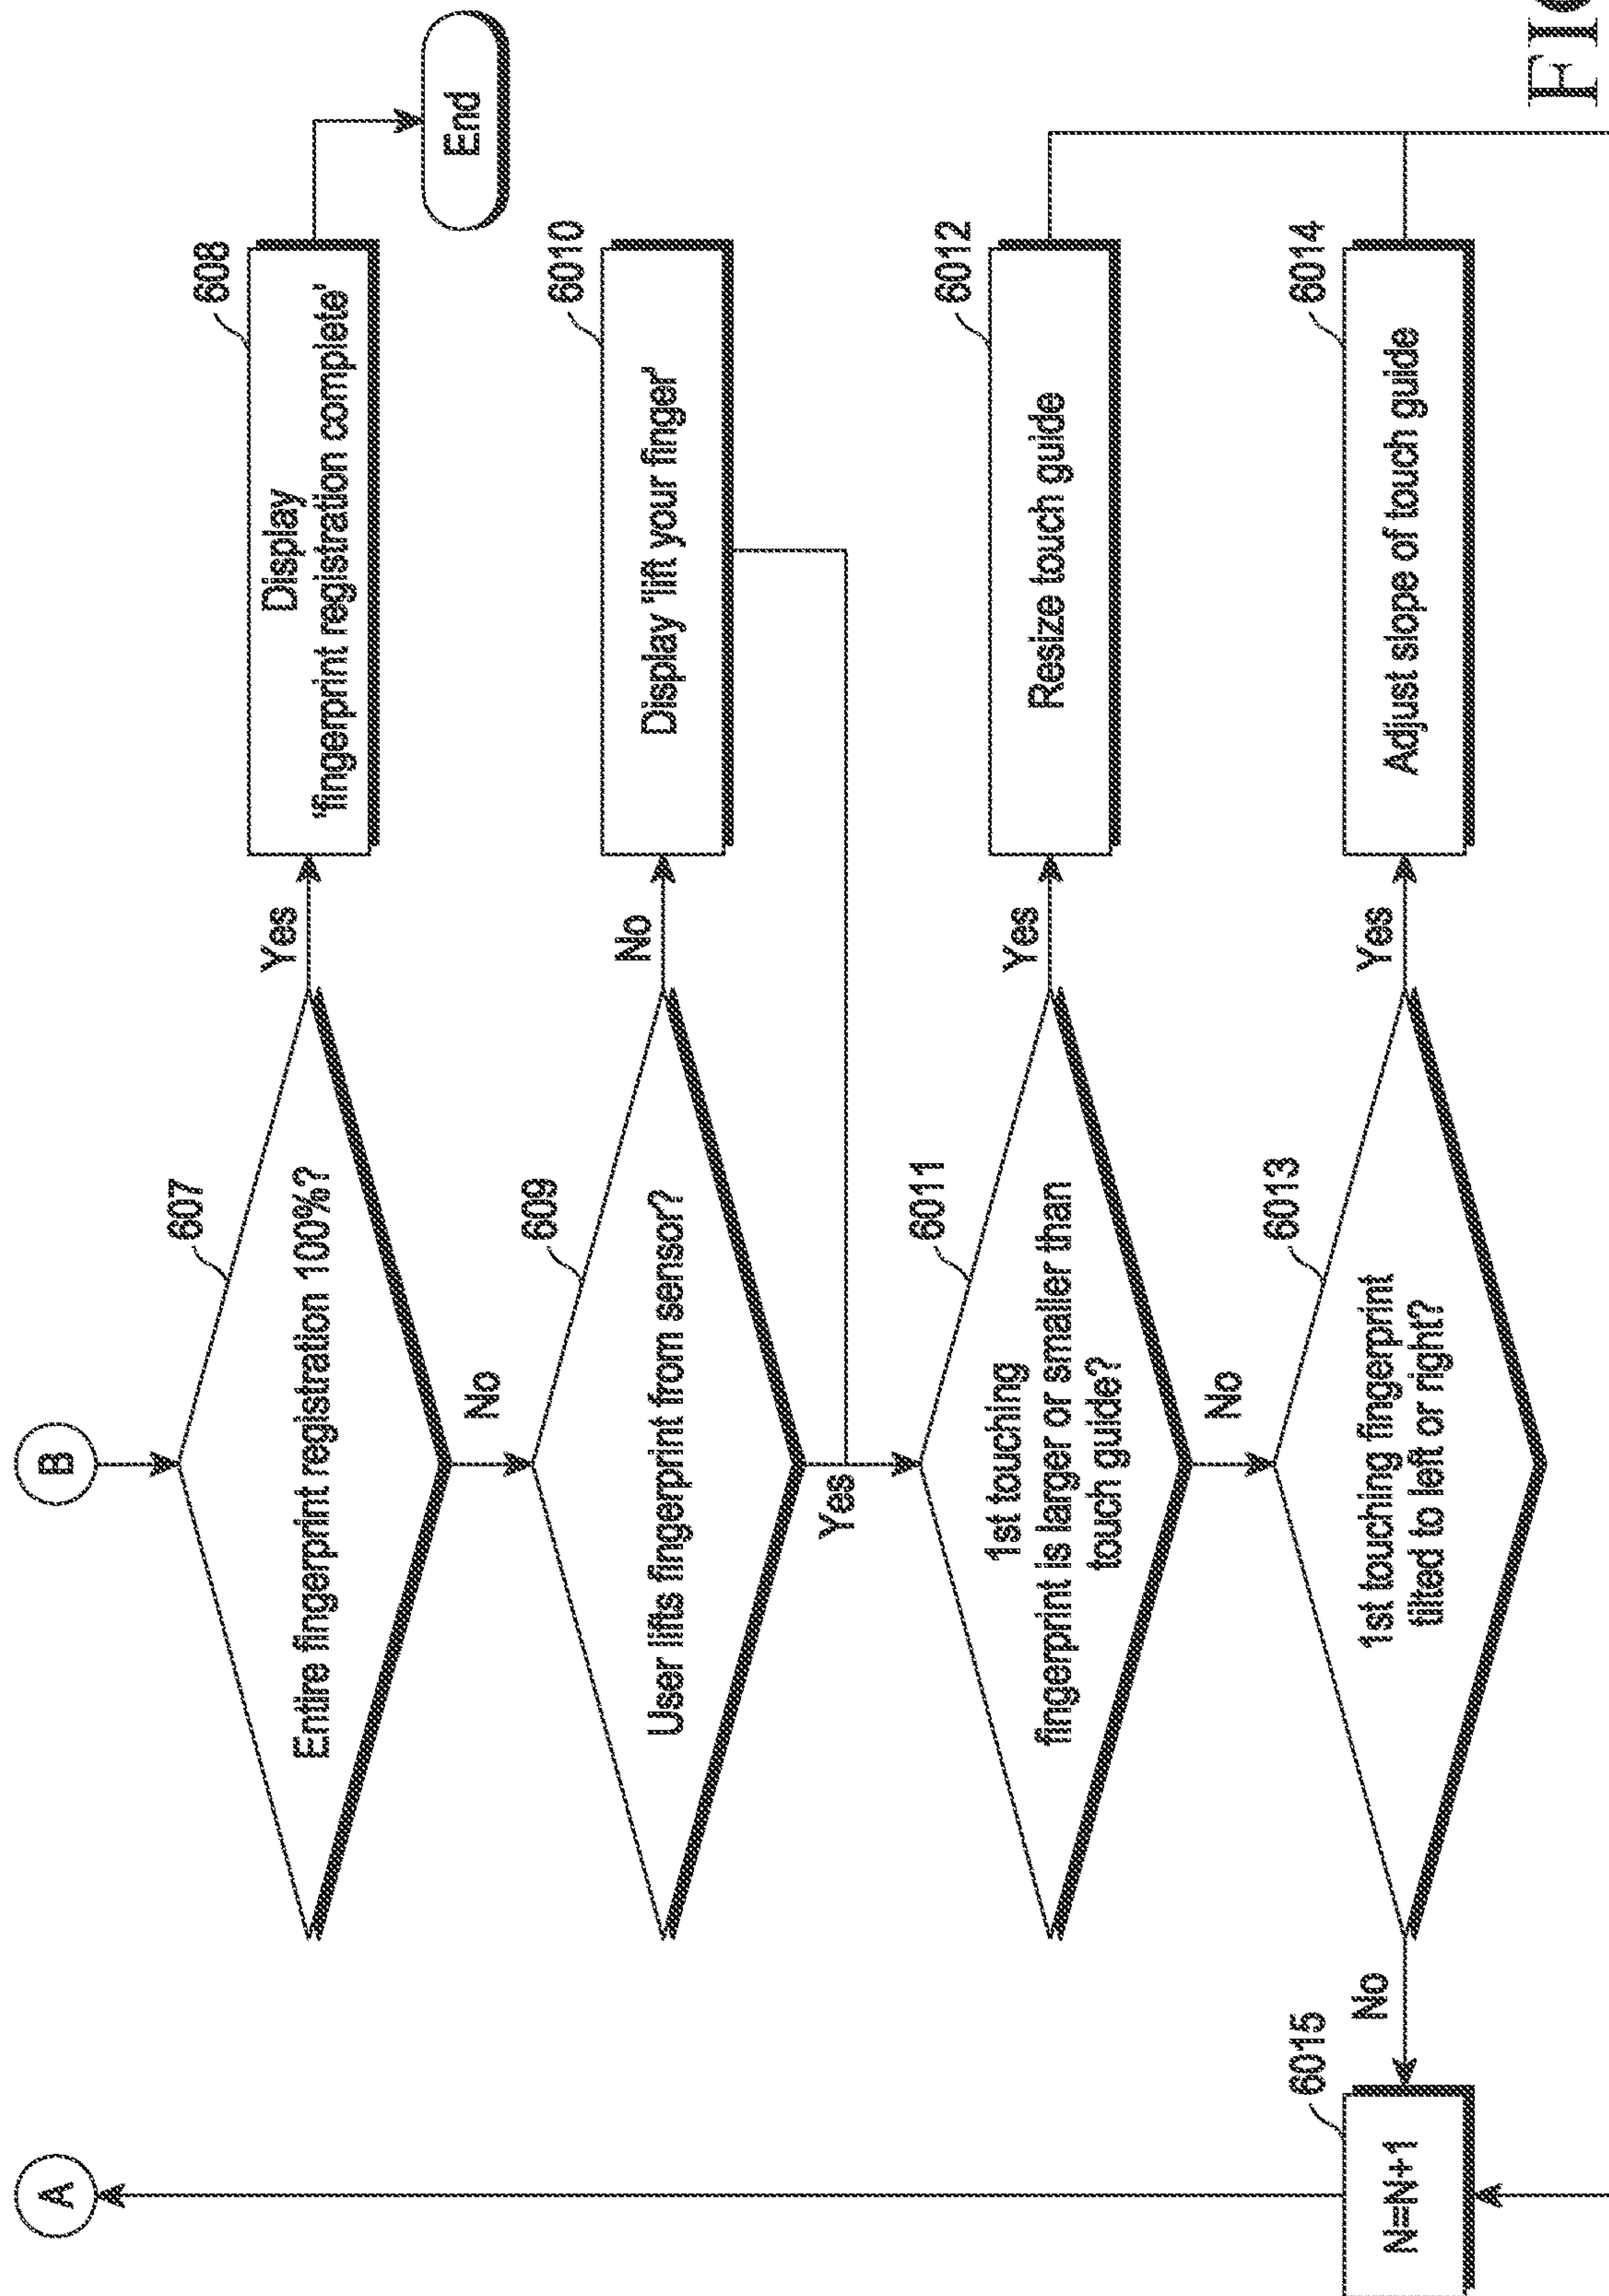 B
607
Entire fingerprint registration 100%?
Yes
608
Display
'fingerprint registration complete'
End
No
609
User lifts fingerprint from sensor?
No
6010
Display 'lift your finger'
Yes
6011
1st touching
fingerprint is larger or smaller than
touch guide?
Yes
6012
Resize touch guide
No
6013
1st touching fingerprint
tilted to left or right?
Yes
6014
Adjust slope of touch guide
No
6015
N=N+1
A